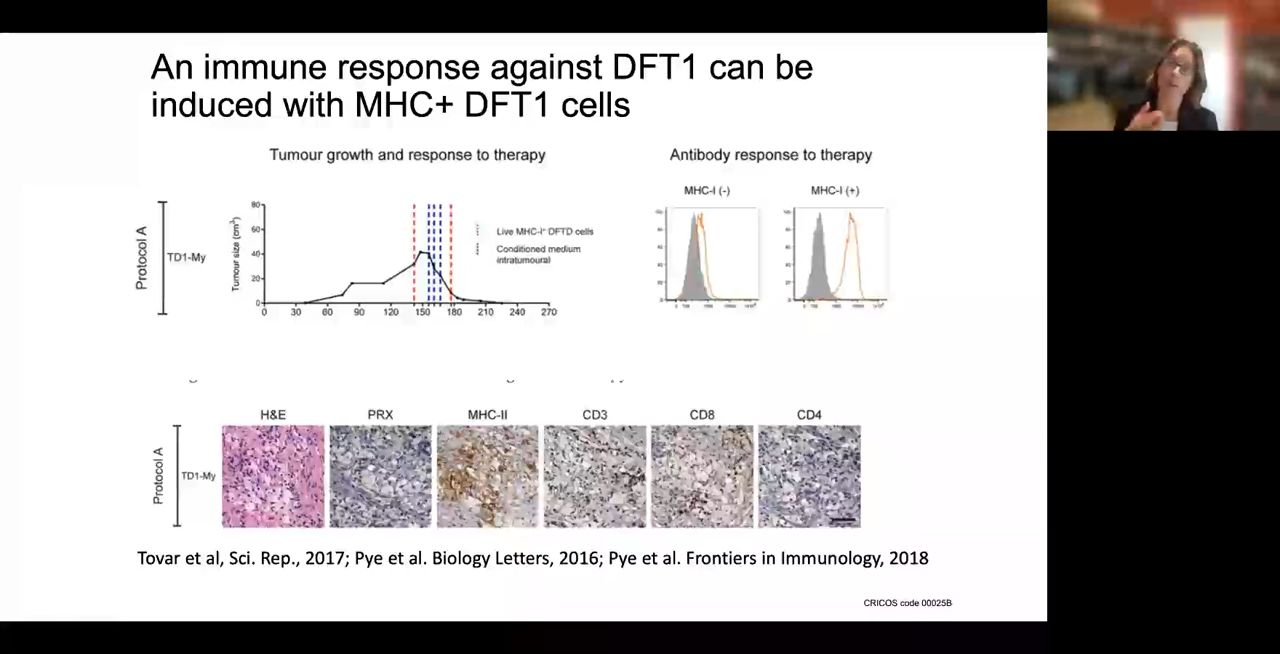 An immune response against DFT1 can be
induced with MHC+ DFT1 cells
Tumour growth and response to therapy
Antibody response to therapy
MHC-I (-)
MHC-I (+)
Protocol A
TD1-My
Tumour size (cm³)
80
60
40
20
0
0 30 60 90 120 150 180 210 240 270
Live MHC-I⁺ DFTD cells
Conditioned medium
intratumoural
H&E PRX MHC-II CD3 CD8 CD4
Protocol A
TD1-My
Tovar et al, Sci. Rep., 2017; Pye et al. Biology Letters, 2016; Pye et al. Frontiers in Immunology, 2018
CRICOS code 00025B